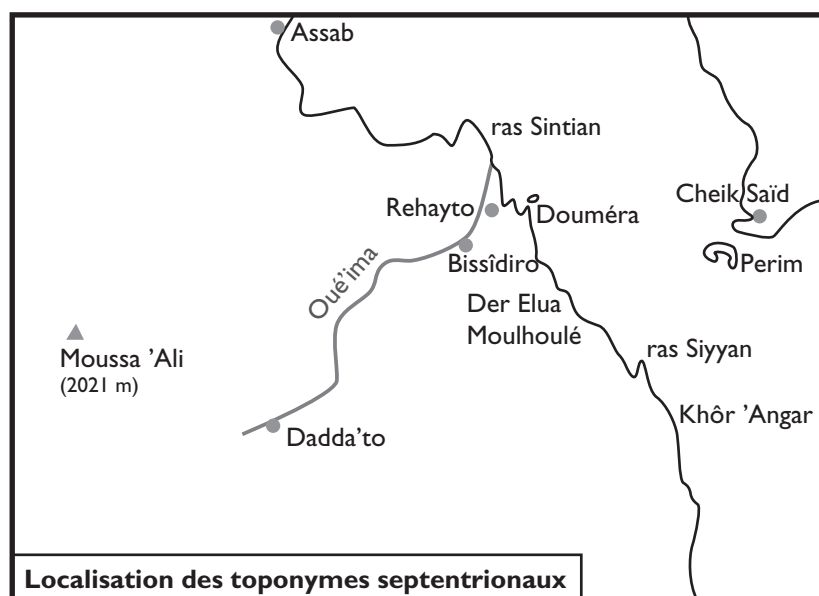 Assab
ras Sintian
Cheik Saïd
Rehayto
Douméra
Bissîdiro
Perim
Oué'ima
Der Elua
Moulhoulé
ras Siyyan
Moussa 'Ali
(2021 m)
Khôr 'Angar
Dadda'to
Localisation des toponymes septentrionaux